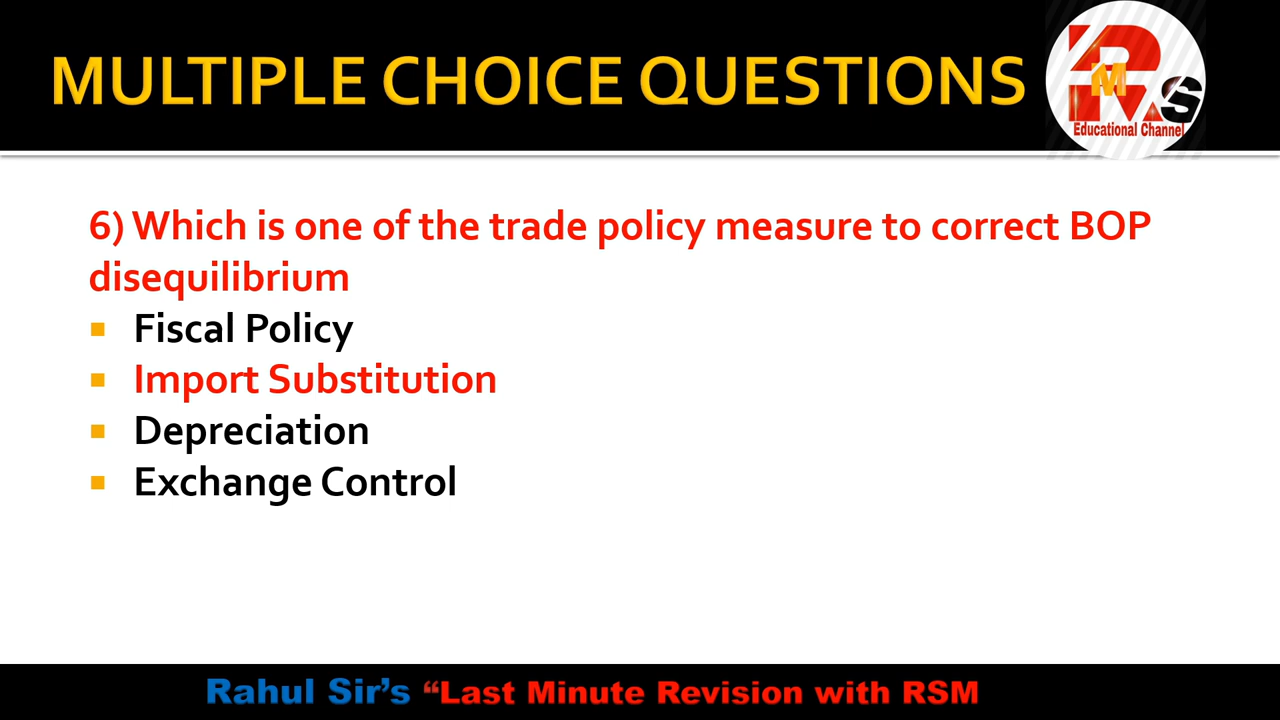 MULTIPLE CHOICE QUESTIONS
RMS
Educational Channel
6) Which is one of the trade policy measure to correct BOP
disequilibrium
Fiscal Policy
Import Substitution
Depreciation
Exchange Control
Rahul Sir's “Last Minute Revision with RSM